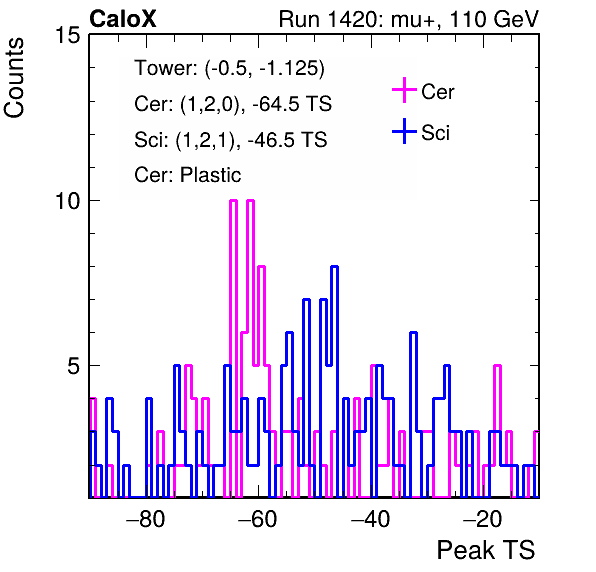 CaloX Run 1420: mu+, 110 GeV
Counts
15
10
5
Tower: (-0.5, -1.125)
Cer: (1,2,0), -64.5 TS
Sci: (1,2,1), -46.5 TS
Cer: Plastic
Cer
Sci
−80 −60 −40 −20
Peak TS